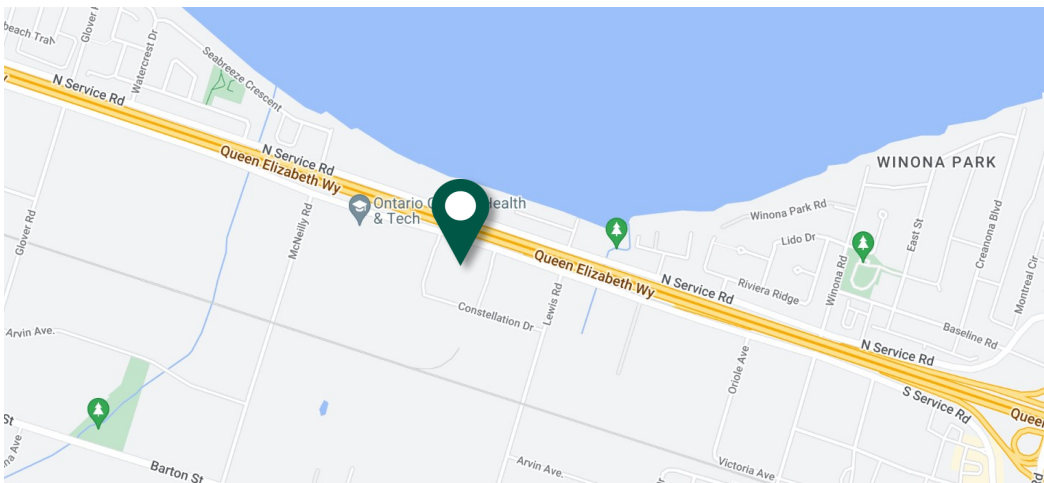 beach Trl
Glover R
Watercrest Dr
Seabreeze Crescent
N Service Rd
N Service Rd
Queen Elizabeth Wy
WINONA PARK
Ontario C
ealth
& Tech
Winona Park Rd
Lido Dr
East St
Creanona Blvd
Glover Rd
McNeilly Rd
Queen Elizabeth Wy
N Service Rd
Riviera Ridge
Winona Rd
Montreal Cir
Constellation Dr
Lewis Rd
Baseline Rd
Arvin Ave.
N Service Rd
Oriole Ave
S Service Rd
Queen
St
Barton St
Arvin Ave.
Victoria Ave
Ave
Rd